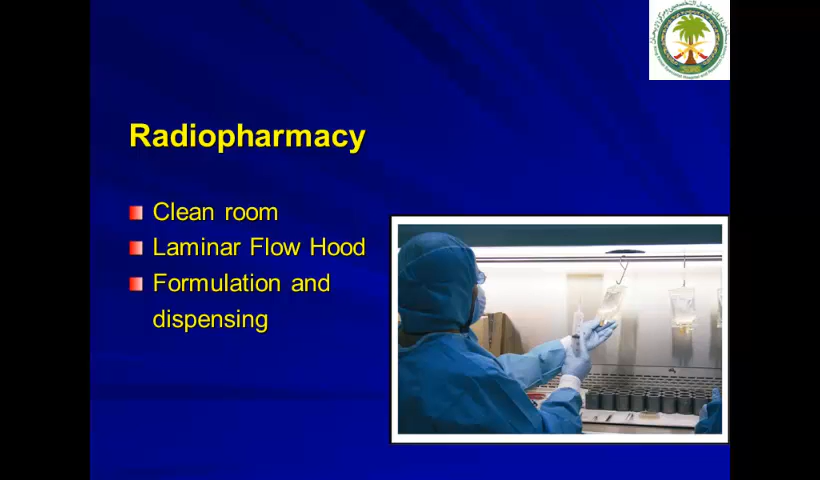 Radiopharmacy
Clean room
Laminar Flow Hood
Formulation and
dispensing